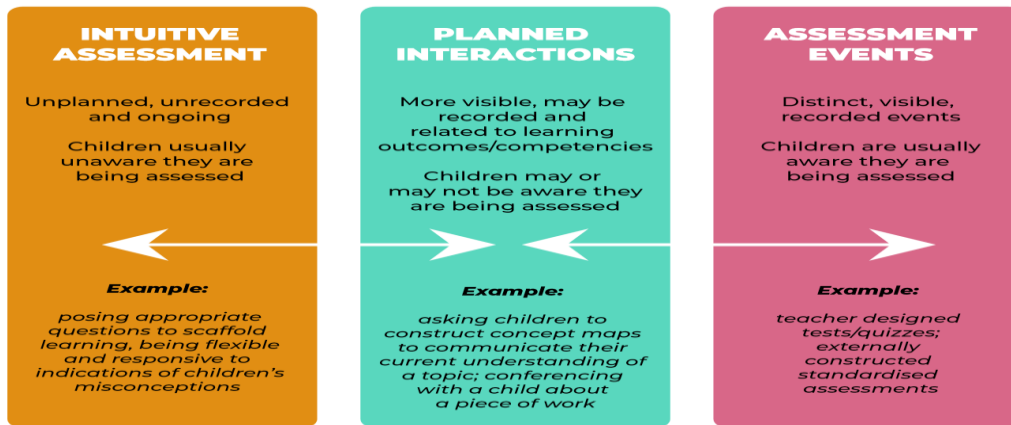 INTUITIVE
ASSESSMENT
Unplanned, unrecorded
and ongoing
Children usually
unaware they are
being assessed
Example:
posing appropriate
questions to scaffold
learning, being flexible
and responsive to
indications of children's
misconceptions
PLANNED
INTERACTIONS
More visible, may be
recorded and
related to learning
outcomes/competencies
Children may or
may not be aware they
are being assessed
Example:
asking children to
construct concept maps
to communicate their
current understanding of
a topic; conferencing
with a child about
a piece of work
ASSESSMENT
EVENTS
Distinct, visible,
recorded events
Children are usually
aware they are
being assessed
Example:
teacher designed
tests/quizzes;
externally
constructed
standardised
assessments